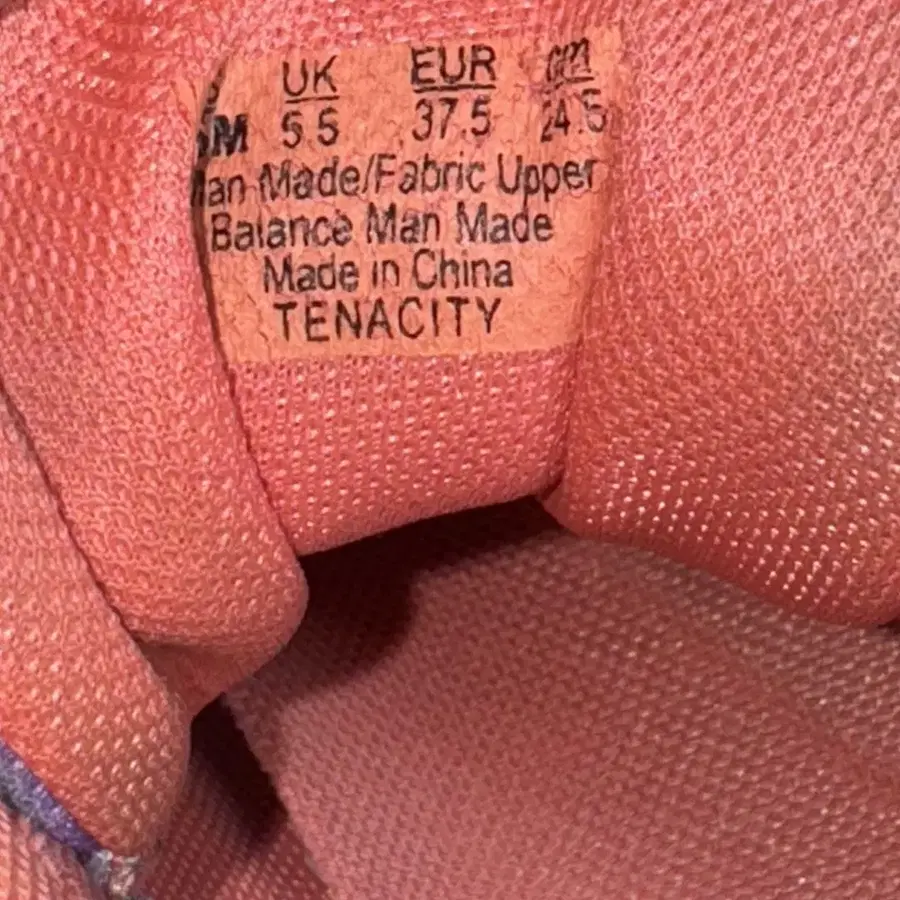 UK EUR cm
M 5.5 37.5 24.5
Man Made/Fabric Upper
Balance Man Made
Made in China
TENACITY